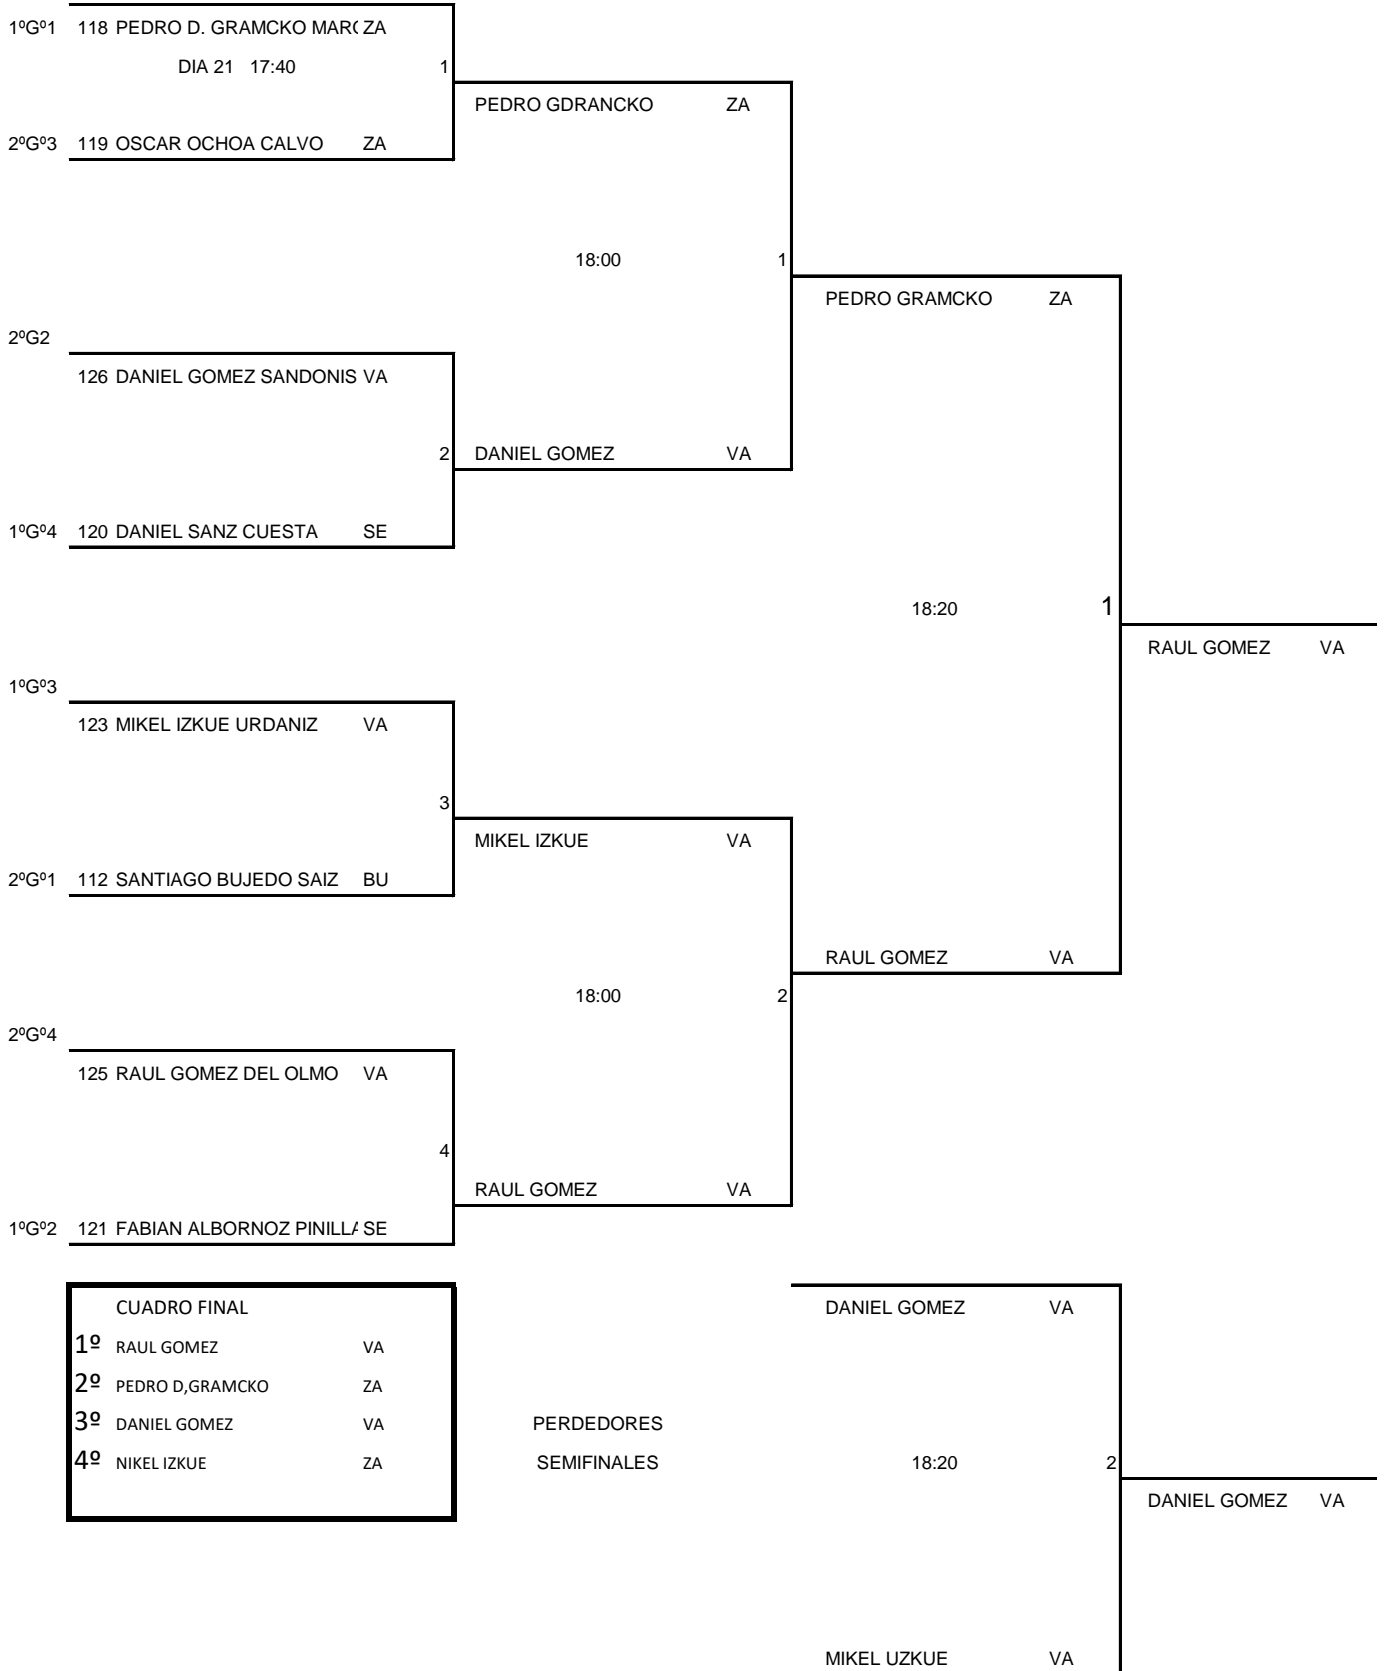 1ºGº1 118 PEDRO D. GRAMCKO MARC ZA
DIA 21 17:40 1
PEDRO GDRANCKO ZA
2ºGº3 119 OSCAR OCHOA CALVO ZA
18:00 1
PEDRO GRAMCKO ZA
2ºG2
126 DANIEL GOMEZ SANDONIS VA
2 DANIEL GOMEZ VA
1ºGº4 120 DANIEL SANZ CUESTA SE
18:20 1
RAUL GOMEZ VA
1ºGº3
123 MIKEL IZKUE URDANIZ VA
3
MIKEL IZKUE VA
2ºGº1 112 SANTIAGO BUJEDO SAIZ BU
RAUL GOMEZ VA
18:00 2
2ºGº4
125 RAUL GOMEZ DEL OLMO VA
4
RAUL GOMEZ VA
1ºGº2 121 FABIAN ALBORNOZ PINILLA SE
CUADRO FINAL DANIEL GOMEZ VA
1º RAUL GOMEZ VA
2º PEDRO D,GRAMCKO ZA
3º DANIEL GOMEZ VA PERDEDORES
4º NIKEL IZKUE ZA SEMIFINALES 18:20 2
DANIEL GOMEZ VA
MIKEL UZKUE VA